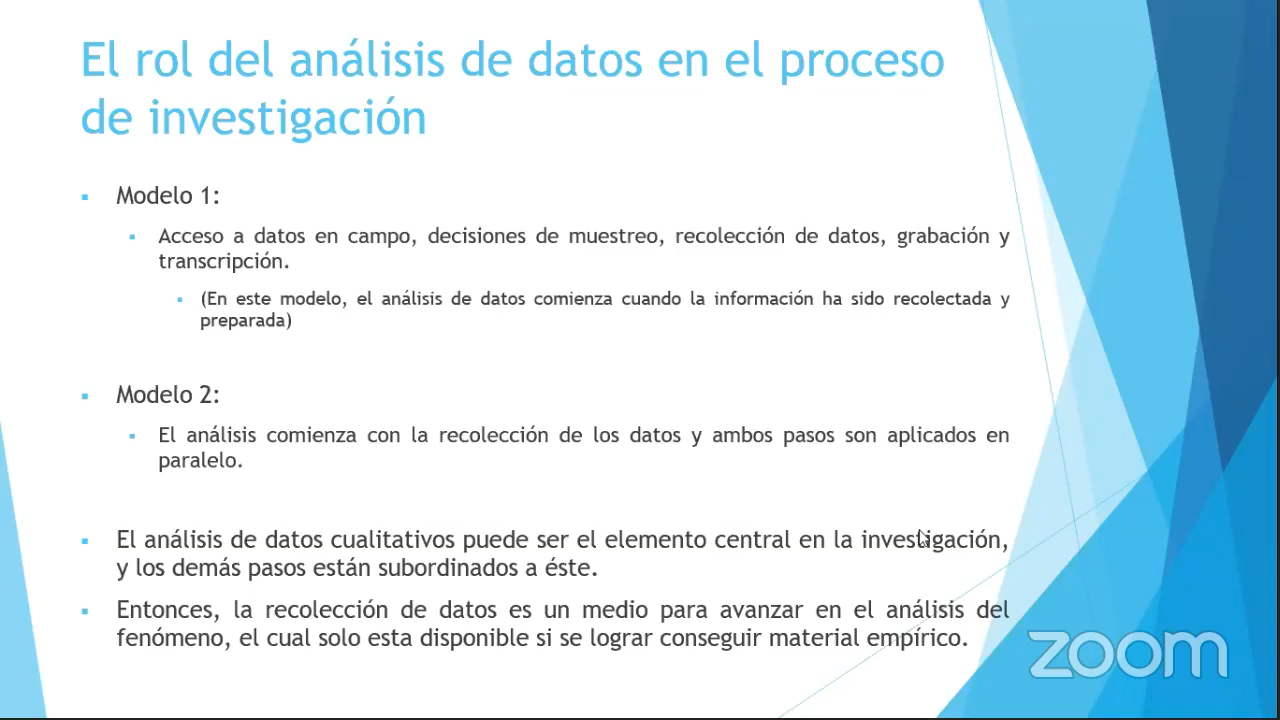 El rol del análisis de datos en el proceso
de investigación
Modelo 1:
Acceso a datos en campo, decisiones de muestreo, recolección de datos, grabación y
transcripción.
(En este modelo, el análisis de datos comienza cuando la información ha sido recolectada y
preparada)
Modelo 2:
El análisis comienza con la recolección de los datos y ambos pasos son aplicados en
paralelo.
El análisis de datos cualitativos puede ser el elemento central en la investigación,
y los demás pasos están subordinados a éste.
Entonces, la recolección de datos es un medio para avanzar en el análisis del
fenómeno, el cual solo esta disponible si se lograr conseguir material empírico.
zoom